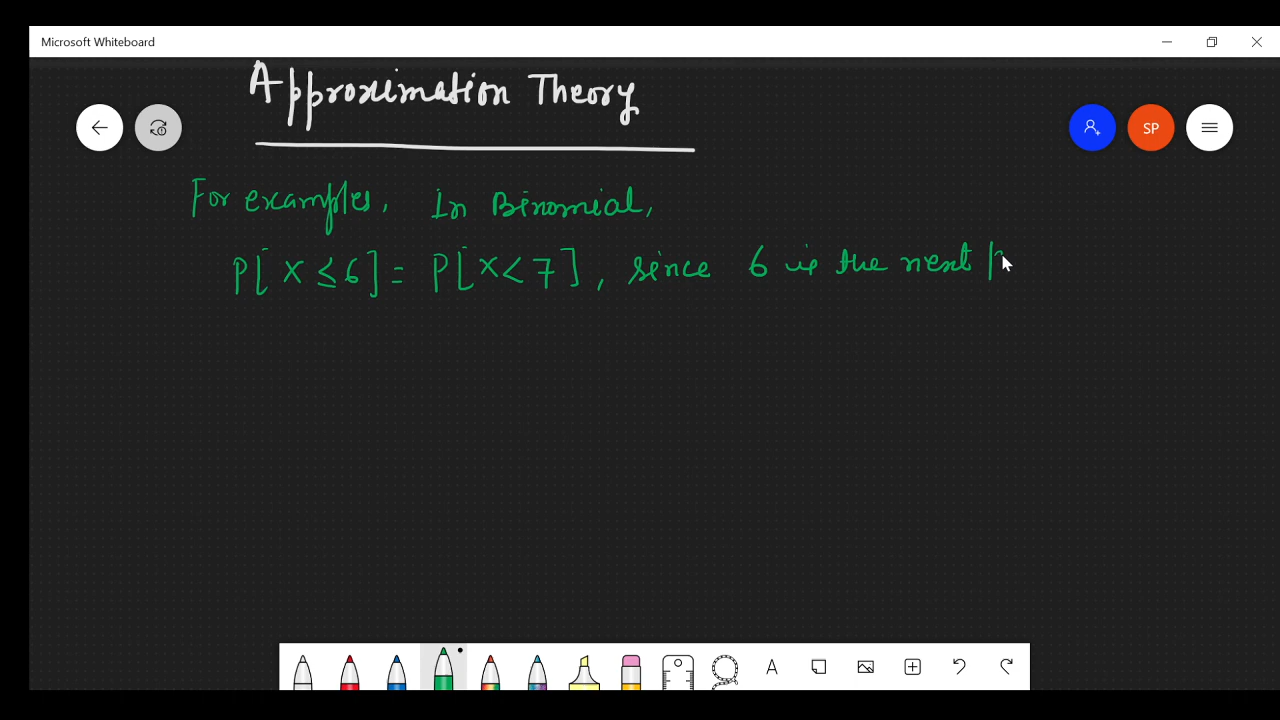 Microsoft Whiteboard
Approximation Theory
SP
For examples, In Binomial,
P[X ≤ 6] = P[X < 7], since 6 is the next
A